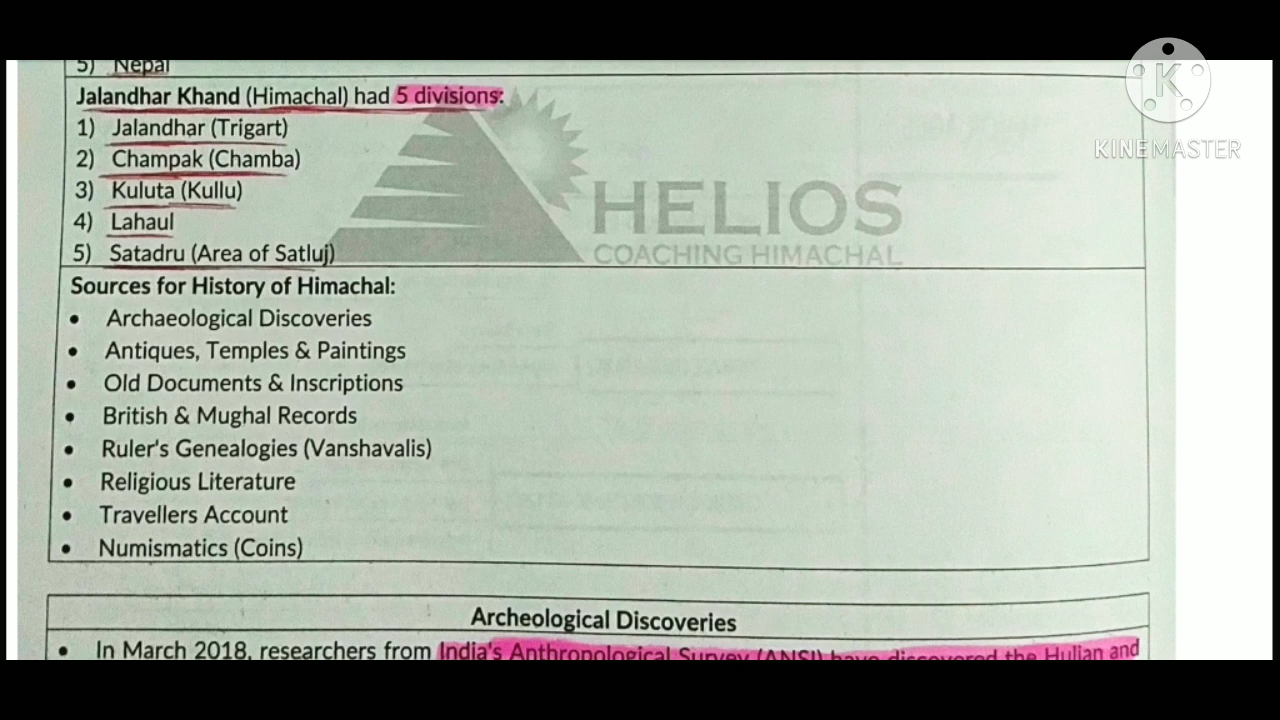 5) Nepal
Jalandhar Khand (Himachal) had 5 divisions:
1) Jalandhar (Trigart)
2) Champak (Chamba)
3) Kuluta (Kullu)
4) Lahaul
5) Satadru (Area of Satluj)
HELIOS
COACHING HIMACHAL
Sources for History of Himachal:
• Archaeological Discoveries
• Antiques, Temples & Paintings
• Old Documents & Inscriptions
• British & Mughal Records
• Ruler's Genealogies (Vanshavalis)
• Religious Literature
• Travellers Account
• Numismatics (Coins)
Archeological Discoveries
• In March 2018, researchers from India's Anthropological Survey (ANSI) have discovered the Hulian and
K
KINEMASTER